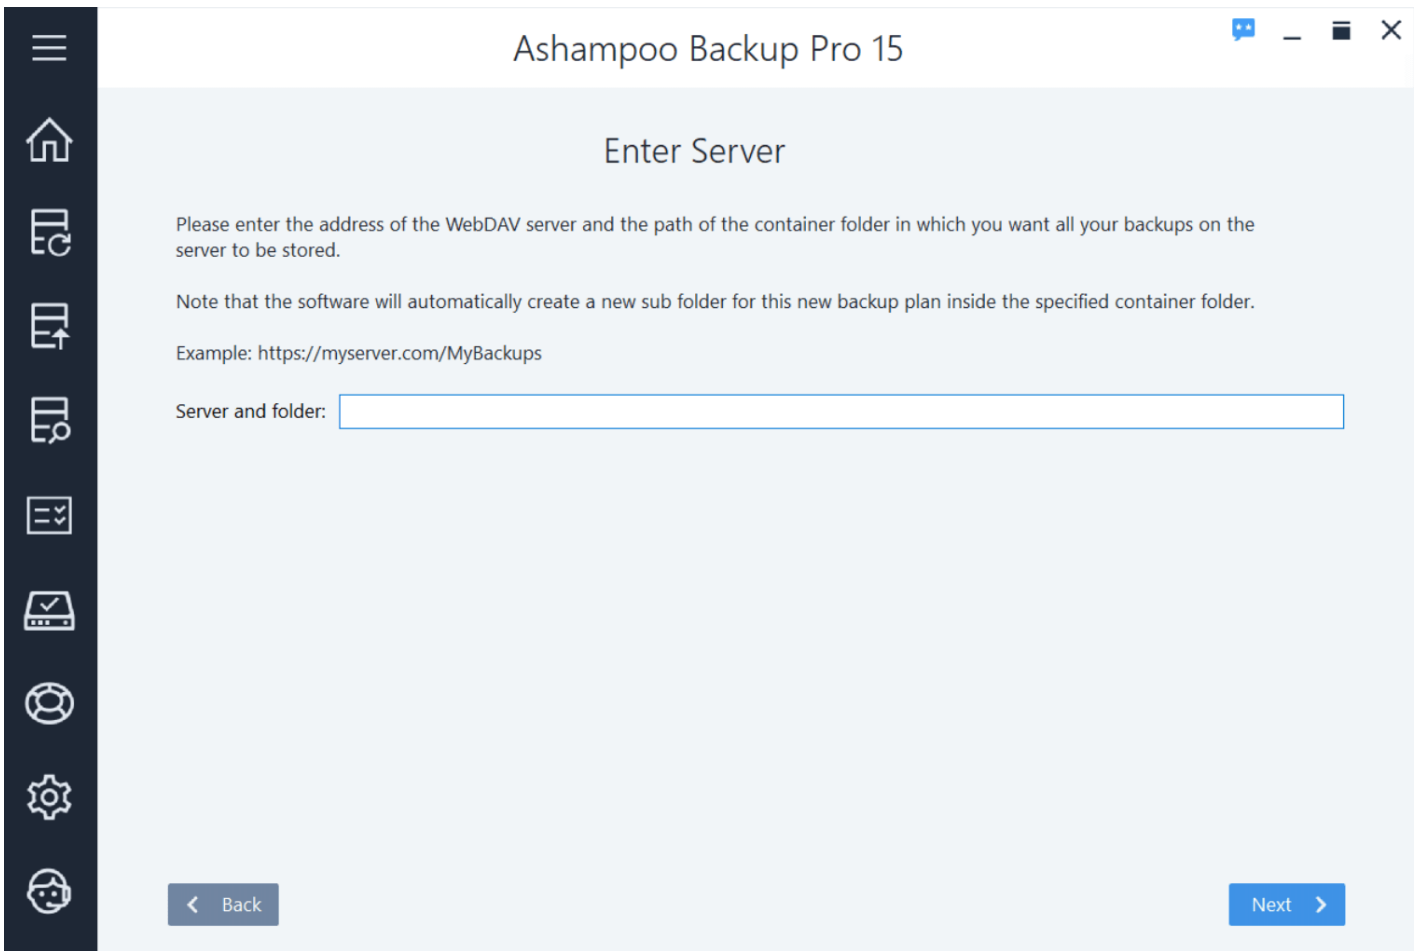 Ashampoo Backup Pro 15
Enter Server
Please enter the address of the WebDAV server and the path of the container folder in which you want all your backups on the
server to be stored.
Note that the software will automatically create a new sub folder for this new backup plan inside the specified container folder.
Example: https://myserver.com/MyBackups
Server and folder:
Back
Next